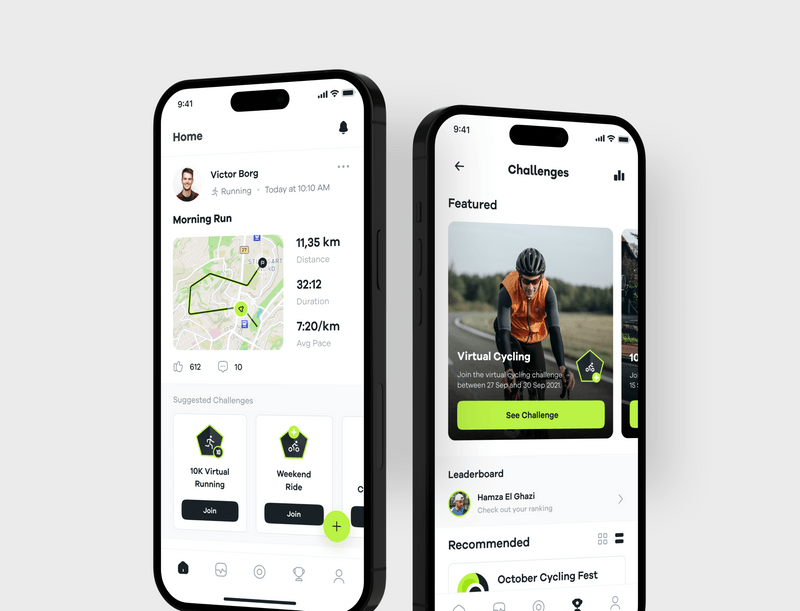 9:41
Home
Victor Borg
Running • Today at 10:10 AM
Morning Run
STUTTGART
11,35 km
Distance
32:12
Duration
7:20/km
Avg Pace
612
10
Suggested Challenges
10K Virtual
Running
Join
Weekend
Ride
Join
9:41
Challenges
Featured
Virtual Cycling
Join the virtual cycling challenge
between 27 Sep and 30 Sep 2021.
See Challenge
Leaderboard
Hamza El Ghazi
Check out your ranking
Recommended
October Cycling Fest